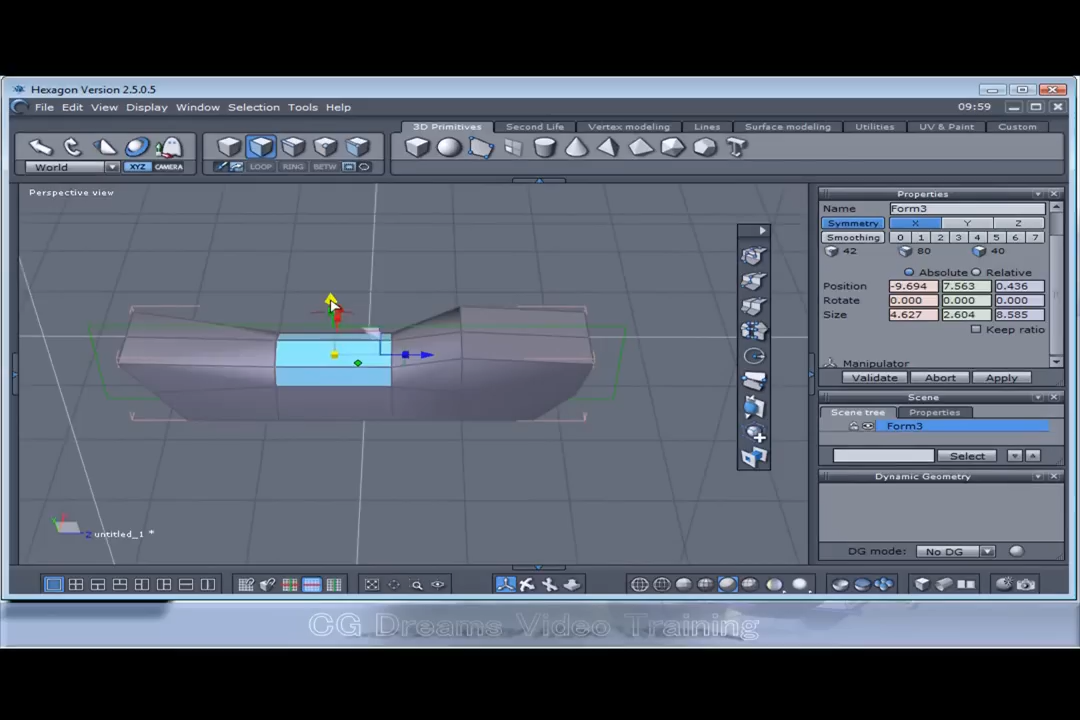 Hexagon Version 2.5.0.5
File Edit View Display Window Selection Tools Help 09:59
3D Primitives Second Life Vertex modeling Lines Surface modeling Utilities UV & Paint Custom
World XYZ CAMERA LOOP RING BETW
Perspective view
Properties
Name Form3
Symmetry X Y Z
Smoothing 0 1 2 3 4 5 6 7
42 80 40
Absolute Relative
Position -9.694 7.563 0.436
Rotate 0.000 0.000 0.000
Size 4.627 2.604 8.585
Keep ratio
Manipulator
Validate Abort Apply
Scene
Scene tree Properties
Form3
Select
Dynamic Geometry
DG mode: No DG
Z untitled_1 *
CG Dreams Video Training